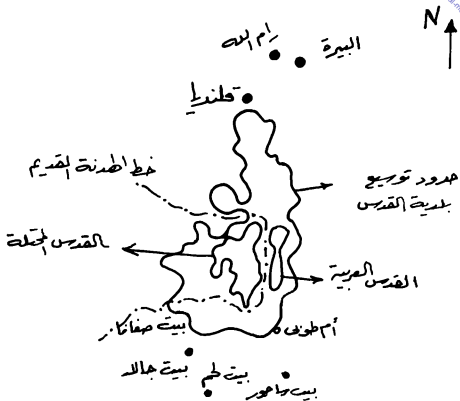 N
رام الله
البيرة
قلنديا
خط الهدنة القديم
حدود توسيع
بلدية القدس
القدس المحتلة
القدس العربية
أم طوبى
بيت صفافا
بيت جالا
بيت لحم
بيت ساحور